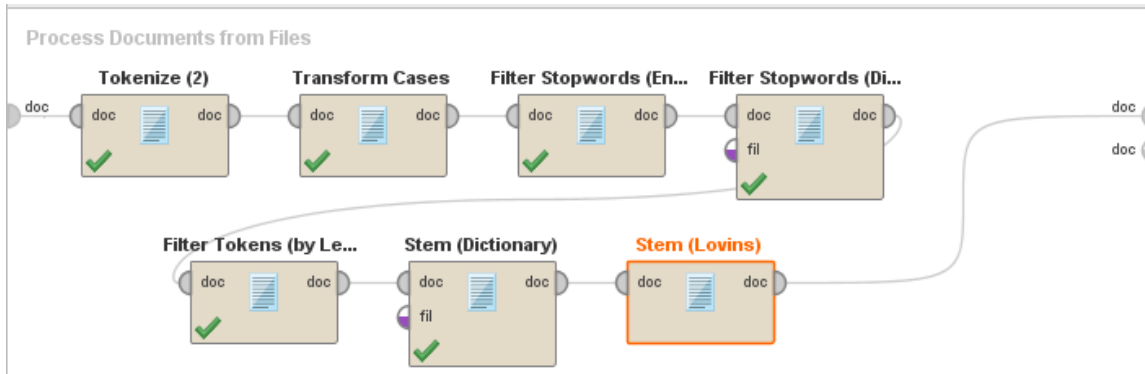 Process Documents from Files
Tokenize (2) Transform Cases Filter Stopwords (En... Filter Stopwords (Di...
doc doc doc doc doc doc doc doc doc doc
fil doc
Filter Tokens (by Le... Stem (Dictionary) Stem (Lovins)
doc doc doc doc doc doc
fil